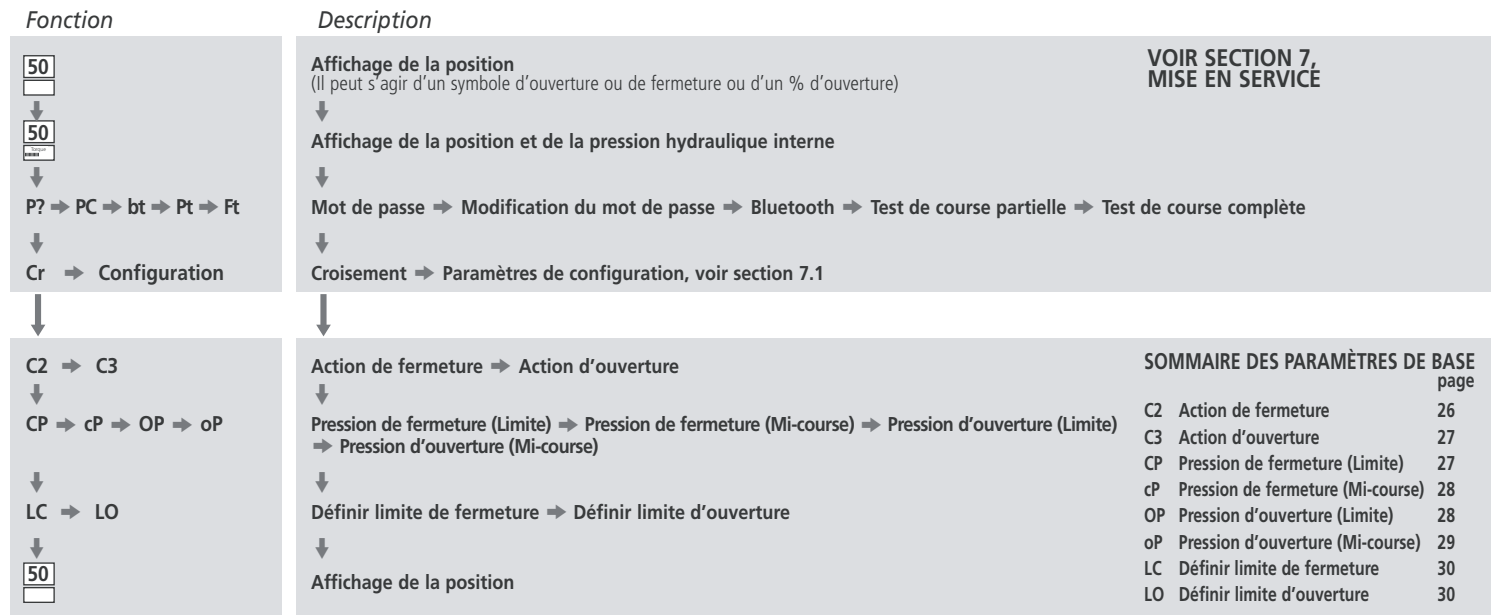 Fonction
Description
50
Affichage de la position
(Il peut s'agir d'un symbole d'ouverture ou de fermeture ou d'un % d'ouverture)
VOIR SECTION 7,
MISE EN SERVICE
50
Torque
Affichage de la position et de la pression hydraulique interne
P? ➡ PC ➡ bt ➡ Pt ➡ Ft
Mot de passe ➡ Modification du mot de passe ➡ Bluetooth ➡ Test de course partielle ➡ Test de course complète
Cr ➡ Configuration
Croisement ➡ Paramètres de configuration, voir section 7.1
C2 ➡ C3
Action de fermeture ➡ Action d'ouverture
CP ➡ cP ➡ OP ➡ oP
Pression de fermeture (Limite) ➡ Pression de fermeture (Mi-course) ➡ Pression d'ouverture (Limite)
➡ Pression d'ouverture (Mi-course)
LC ➡ LO
Définir limite de fermeture ➡ Définir limite d'ouverture
50
Affichage de la position
SOMMAIRE DES PARAMÈTRES DE BASE
page
C2 Action de fermeture 26
C3 Action d'ouverture 27
CP Pression de fermeture (Limite) 27
cP Pression de fermeture (Mi-course) 28
OP Pression d'ouverture (Limite) 28
oP Pression d'ouverture (Mi-course) 29
LC Définir limite de fermeture 30
LO Définir limite d'ouverture 30